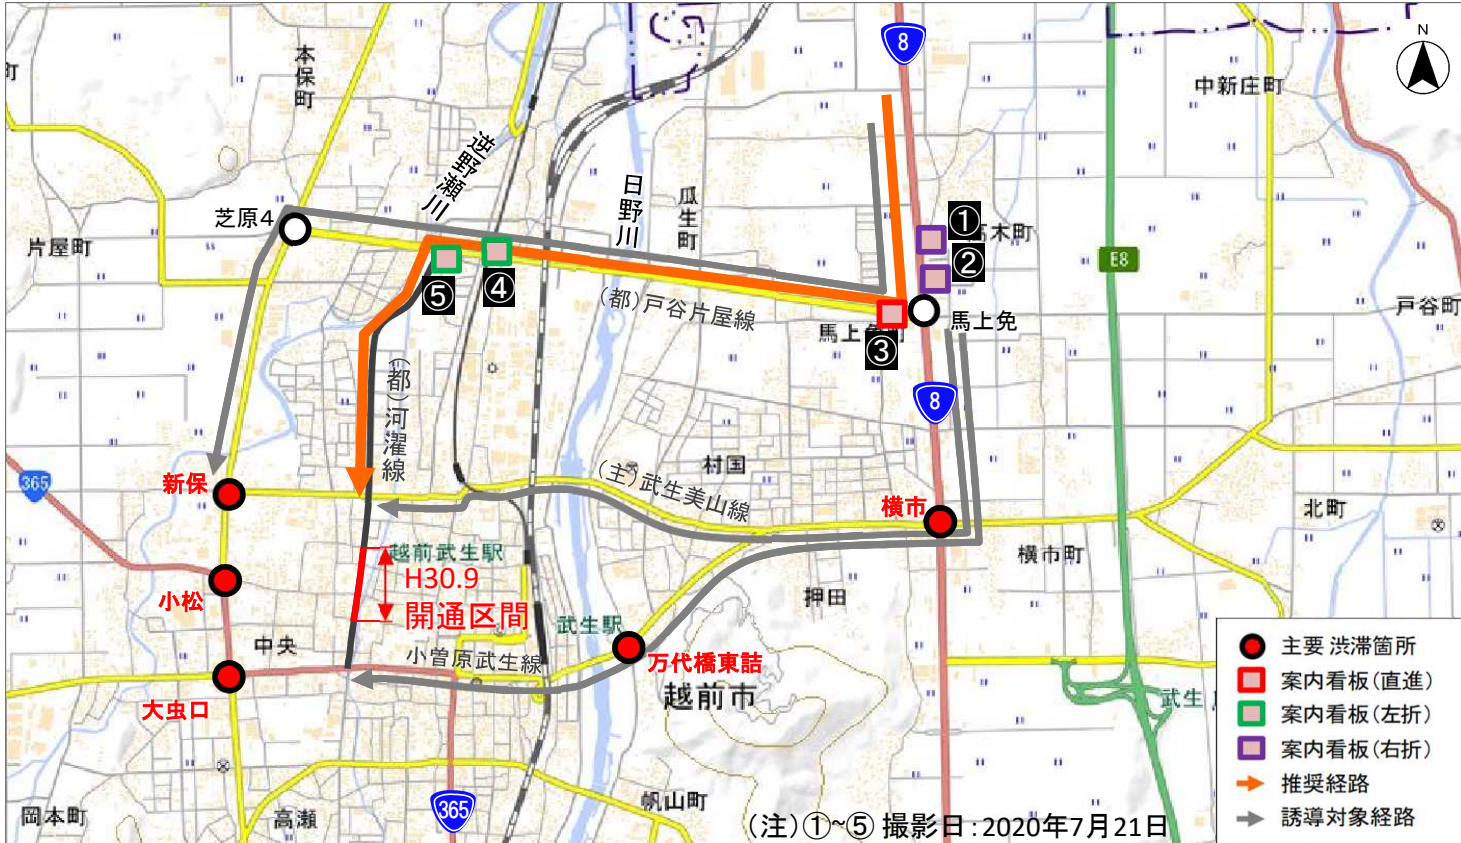 8
N
本保町
中新庄町
町
逆野瀬川
日野川
瓜生町
芝原4
①
高木町
片屋町
②
E8
⑤
④
(都)戸谷片屋線
戸谷町
馬上免町
馬上免
③
(都)河濯線
8
365
新保
村国
(主)武生美山線
横市
北町
越前武生駅
横市町
H30.9
開通区間
小松
押田
武生駅
中央
小曽原武生線
万代橋東詰
越前市
大虫口
武生
365
帆山町
岡本町
高瀬
(注)①~⑤ 撮影日:2020年7月21日
主要渋滞箇所
案内看板(直進)
案内看板(左折)
案内看板(右折)
推奨経路
誘導対象経路